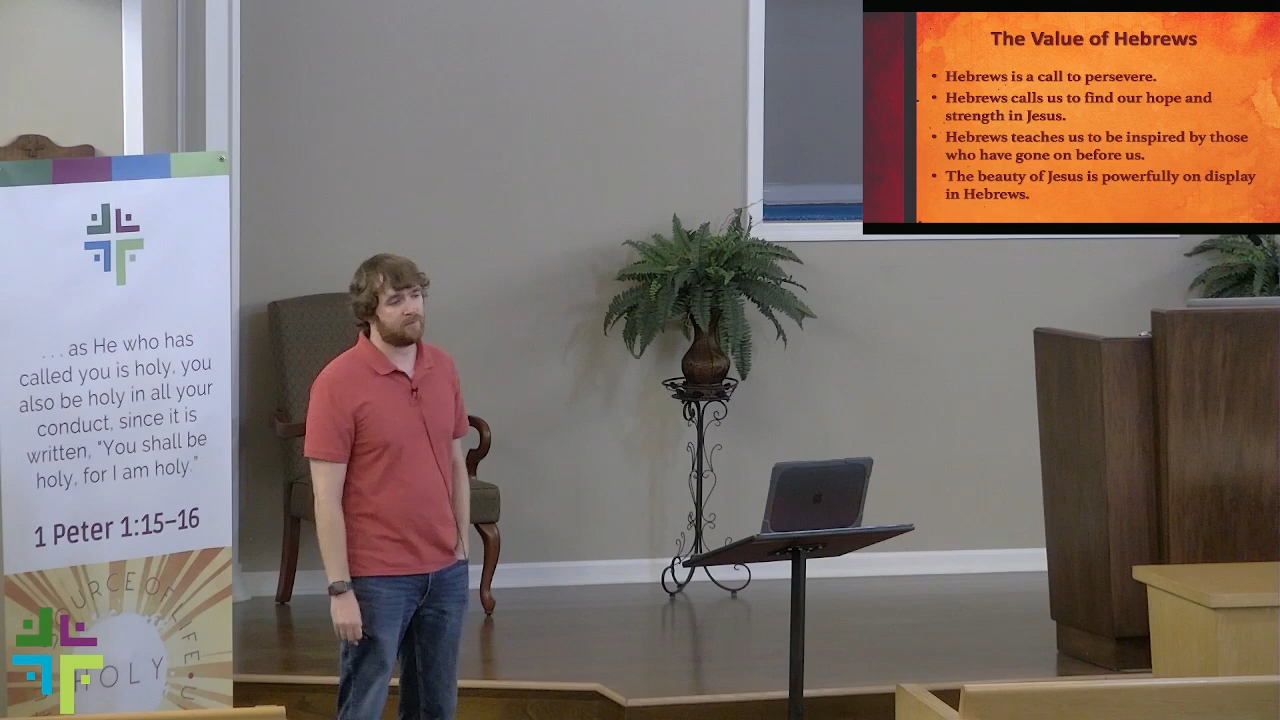 The Value of Hebrews
• Hebrews is a call to persevere.
• Hebrews calls us to find our hope and
strength in Jesus.
• Hebrews teaches us to be inspired by those
who have gone on before us.
• The beauty of Jesus is powerfully on display
in Hebrews.
. . . as He who has
called you is holy, you
also be holy in all your
conduct, since it is
written, “You shall be
holy, for I am holy.”
1 Peter 1:15–16
OF LIFE
HOLY